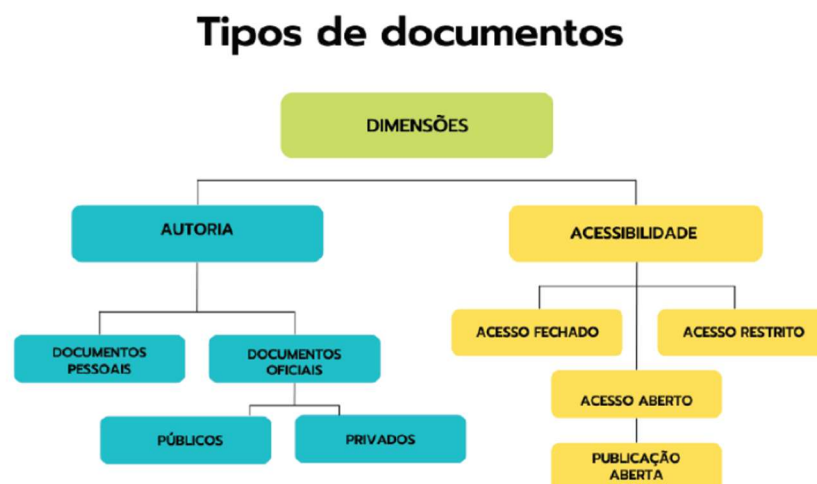 Tipos de documentos
DIMENSÕES
AUTORIA
ACESSIBILIDADE
ACESSO FECHADO
ACESSO RESTRITO
DOCUMENTOS
PESSOAIS
DOCUMENTOS
OFICIAIS
ACESSO ABERTO
PÚBLICOS
PRIVADOS
PUBLICAÇÃO
ABERTA